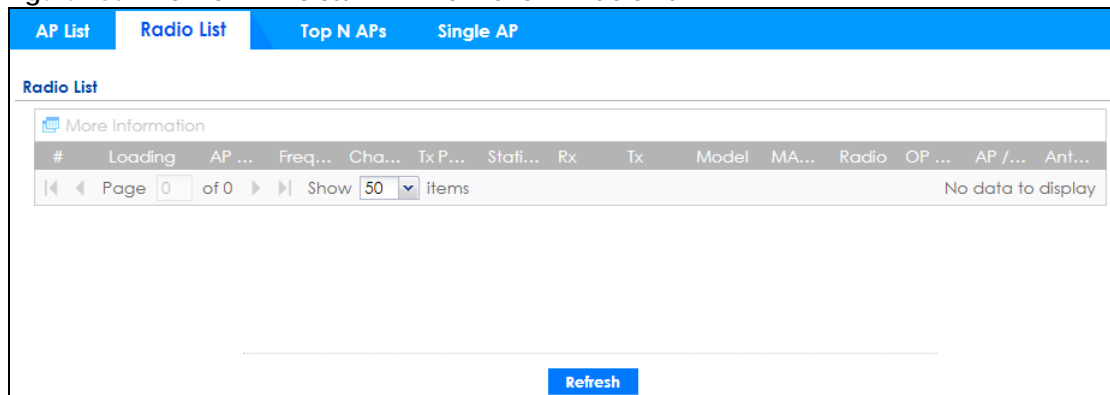 AP List Radio List Top N APs Single AP
Radio List
More Information
# Loading AP ... Freq... Cha... Tx P... Stati... Rx Tx Model MA... Radio OP ... AP /... Ant...
Page 0 of 0 Show 50 items No data to display
Refresh